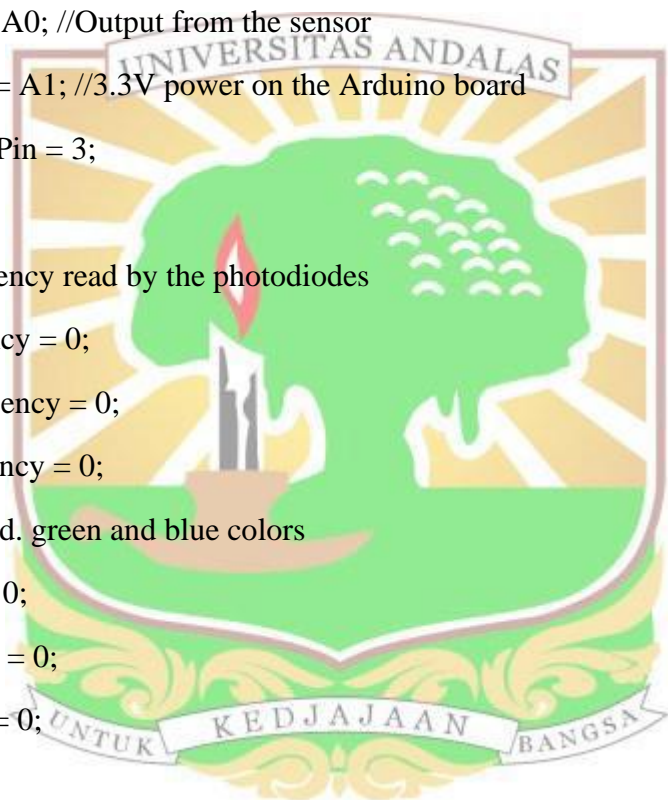 A0; //Output from the sensor
UNIVERSITAS ANDALAS
= A1; //3.3V power on the Arduino board
Pin = 3;
ency read by the photodiodes
cy = 0;
ency = 0;
ncy = 0;
d. green and blue colors
0;
= 0;
= 0;
UNTUK KEDJAJAAN BANGSA